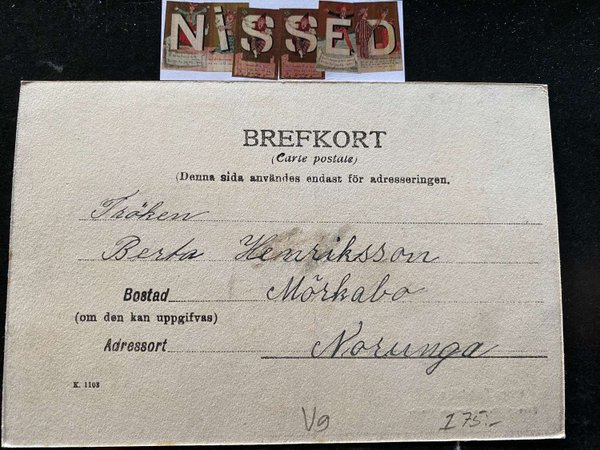 NiSSED
BREFKORT
(Carte postale)
(Denna sida användes endast för adresseringen.
Fröken
Berta Henriksson
Bostad Mörkabo
(om den kan uppgifvas)
Adressort Norunga
K. 1103
Vg 175:-